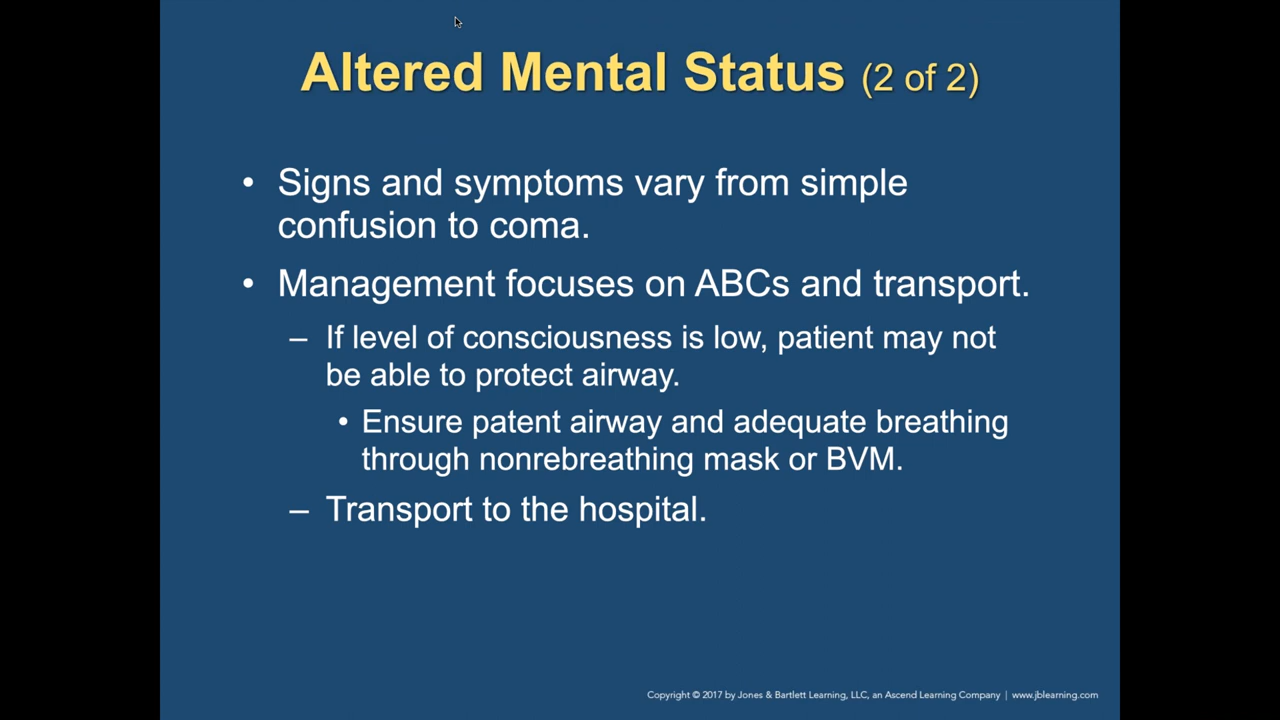 Altered Mental Status (2 of 2)
• Signs and symptoms vary from simple
confusion to coma.
• Management focuses on ABCs and transport.
– If level of consciousness is low, patient may not
be able to protect airway.
• Ensure patent airway and adequate breathing
through nonrebreathing mask or BVM.
– Transport to the hospital.
Copyright © 2017 by Jones & Bartlett Learning, LLC, an Ascend Learning Company | www.jblearning.com